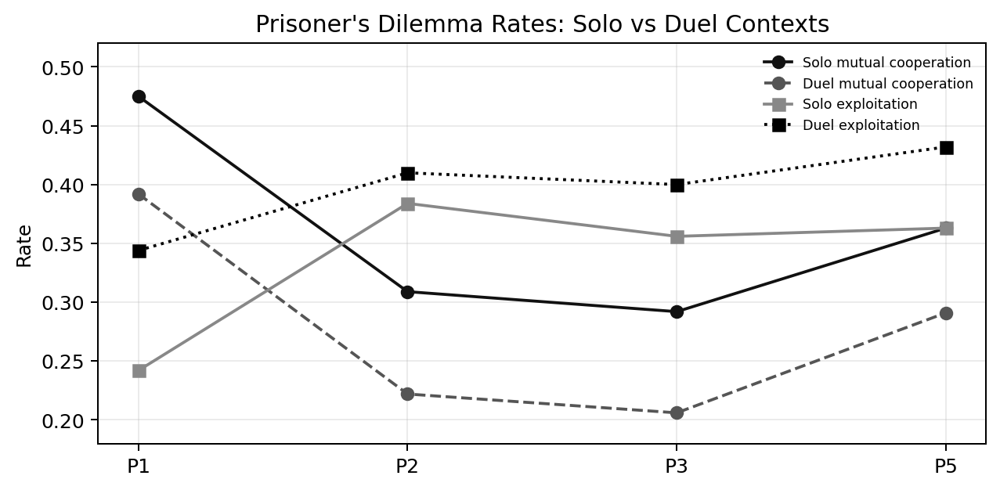 Prisoner's Dilemma Rates: Solo vs Duel Contexts
Solo mutual cooperation
Duel mutual cooperation
Solo exploitation
Duel exploitation
Rate
0.50
0.45
0.40
0.35
0.30
0.25
0.20
P1 P2 P3 P5